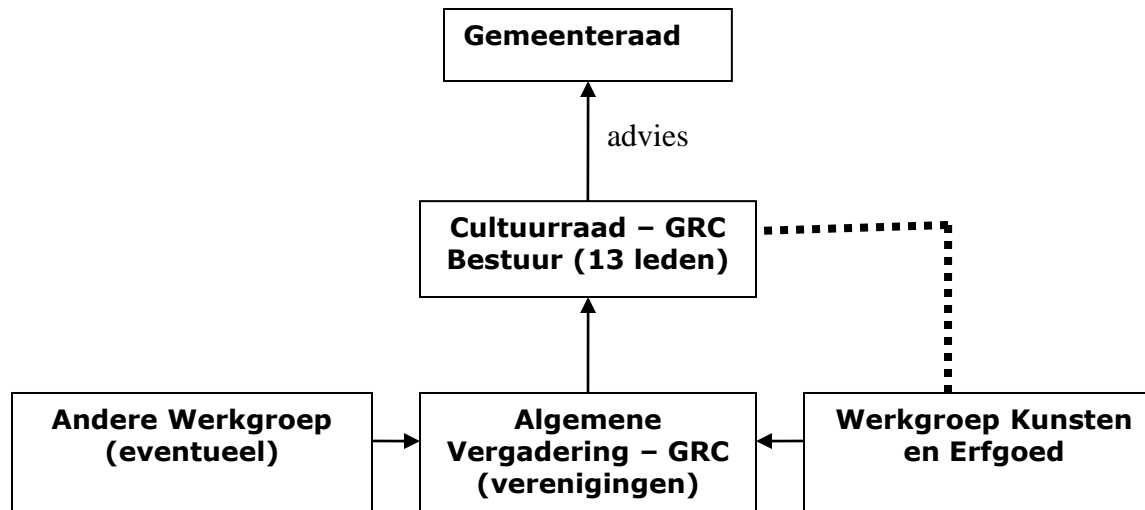 Gemeenteraad
advies
Cultuurraad – GRC
Bestuur (13 leden)
Andere Werkgroep
(eventueel)
Algemene
Vergadering – GRC
(verenigingen)
Werkgroep Kunsten
en Erfgoed